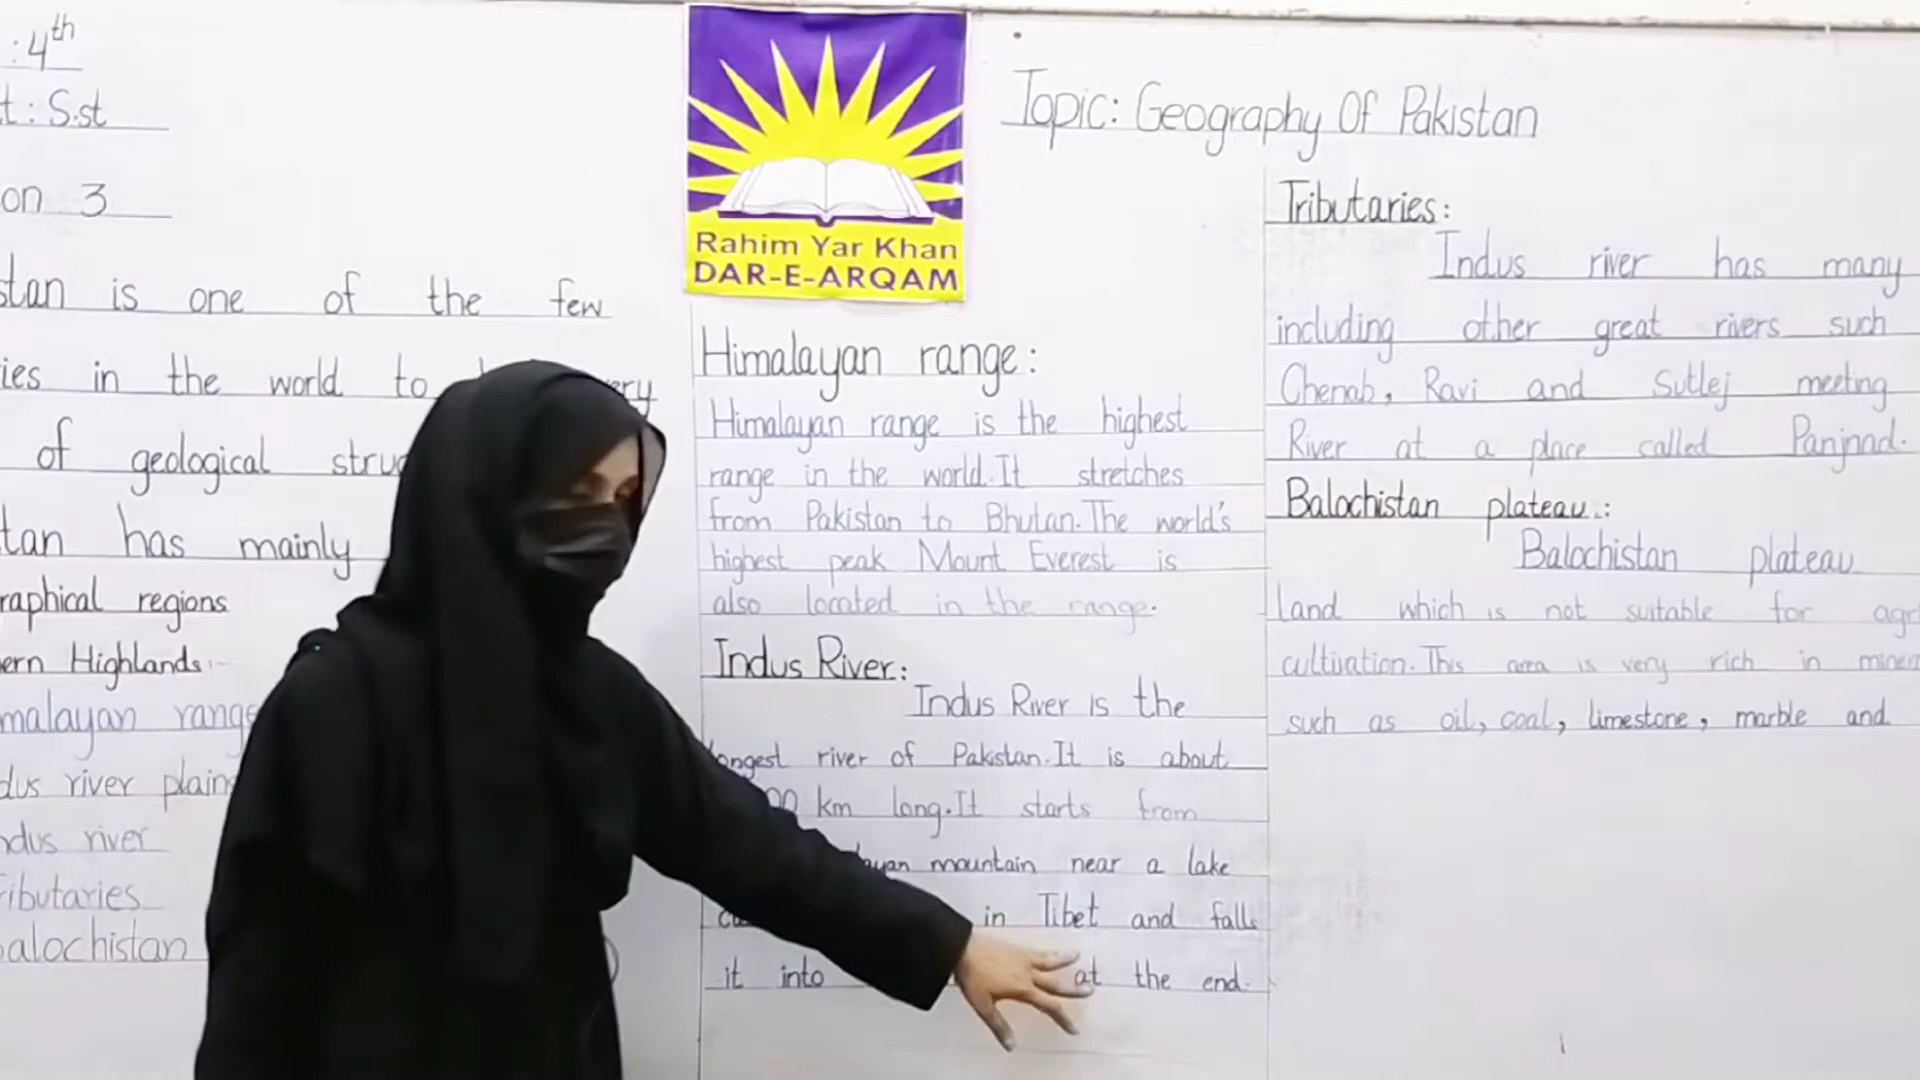 : 4th
t : S.st
on 3
stan is one of the few
ies in the world to ery
of geological struc
tan has mainly
raphical regions
ern Highlands:-
malayan range
dus river plain
ndus river
ributaries
alochistan
Rahim Yar Khan
DAR-E-ARQAM
Himalayan range:
Himalayan range is the highest
range in the world. It stretches
from Pakistan to Bhutan. The world's
highest peak Mount Everest is
also located in the range.
Indus River:
Indus River is the
longest river of Pakistan. It is about
00 km long. It starts from
ayan mountain near a lake
in Tibet and falls
it into at the end.
Topic: Geography Of Pakistan
Tributaries:
Indus river has many
including other great rivers such
Chenab, Ravi and Sutlej meeting
River at a place called Panjnad.
Balochistan plateau.:
Balochistan plateau
land which is not suitable for agr
cultivation. This area is very rich in miner
such as oil, coal, limestone, marble and